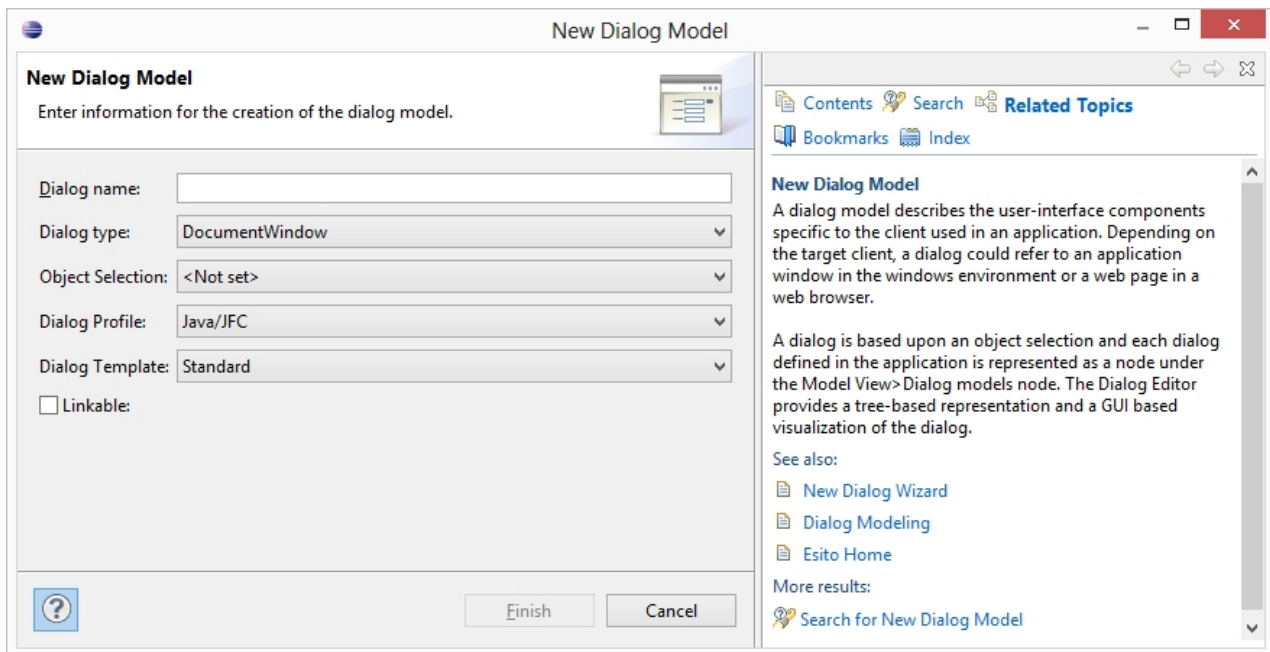 New Dialog Model
New Dialog Model
Enter information for the creation of the dialog model.
Dialog name:
Dialog type: DocumentWindow
Object Selection: <Not set>
Dialog Profile: Java/JFC
Dialog Template: Standard
Linkable:
Finish Cancel
Contents Search Related Topics
Bookmarks Index
New Dialog Model
A dialog model describes the user-interface components
specific to the client used in an application. Depending on
the target client, a dialog could refer to an application
window in the windows environment or a web page in a
web browser.
A dialog is based upon an object selection and each dialog
defined in the application is represented as a node under
the Model View>Dialog models node. The Dialog Editor
provides a tree-based representation and a GUI based
visualization of the dialog.
See also:
New Dialog Wizard
Dialog Modeling
Esito Home
More results:
Search for New Dialog Model